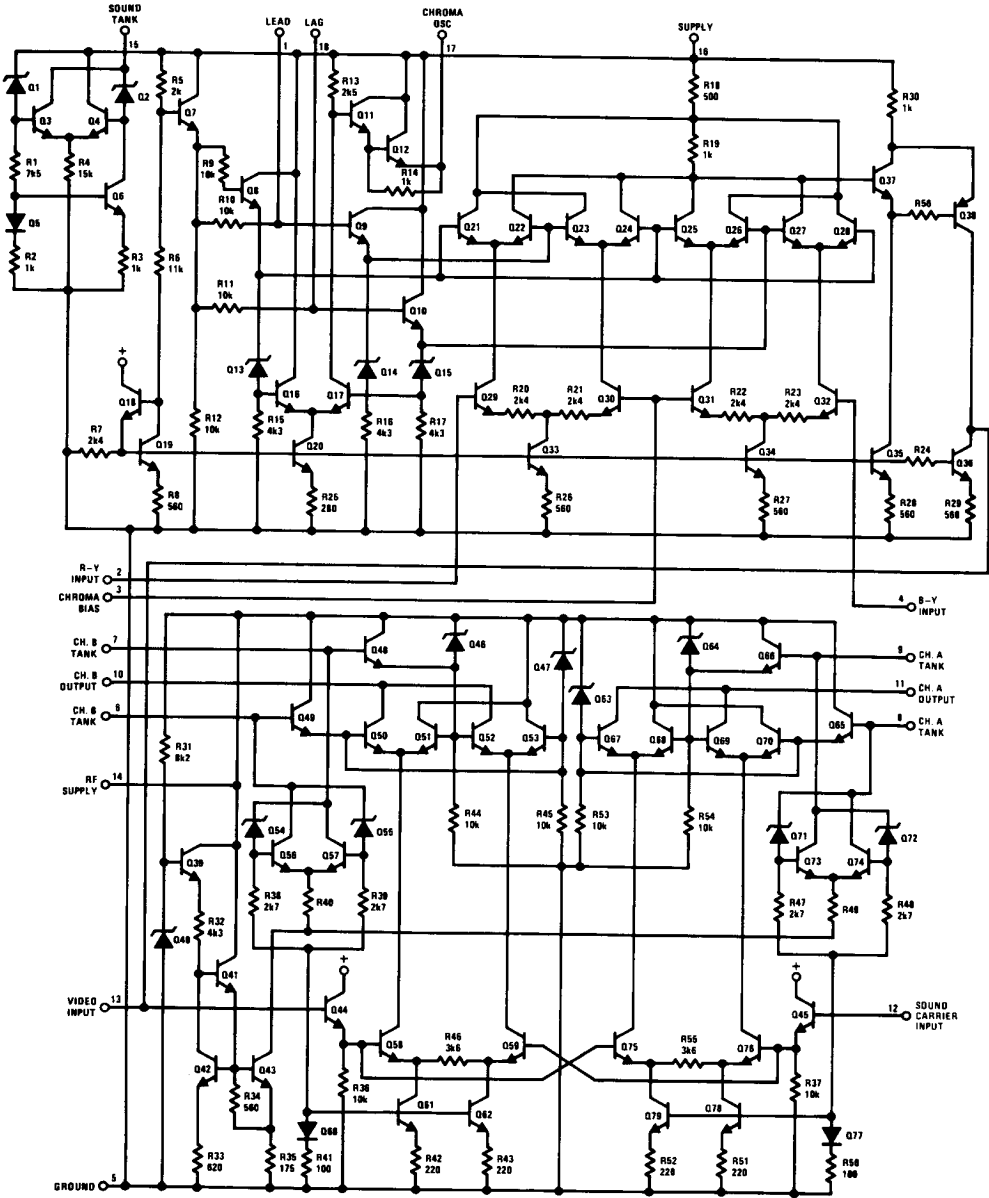 SOUND
TANK
15
LEAD
1
LAG
18
CHROMA
OSC
17
SUPPLY
16
Q1
Q2
Q3
Q4
R5
2k
Q7
R13
2k5
Q11
Q12
R14
1k
R18
500
R19
1k
R30
1k
Q37
R56
Q38
R1
7k5
R4
15k
Q6
Q5
R2
1k
R3
1k
R6
11k
R9
18k
Q8
R10
10k
Q9
Q21
Q22
Q23
Q24
Q25
Q26
Q27
Q28
R11
10k
Q10
+
Q18
Q13
Q16
Q17
Q14
Q15
R7
2k4
Q19
R8
560
R12
10k
R15
4k3
Q20
R25
280
R16
4k3
R17
4k3
Q29
R20
2k4
R21
2k4
Q30
Q31
R22
2k4
R23
2k4
Q32
Q33
R26
560
Q34
R27
560
Q35
R24
Q36
R28
560
R29
560
R-Y
INPUT
2
CHROMA
BIAS
3
4
B-Y
INPUT
CH. B
TANK
7
Q48
Q46
Q47
Q63
Q64
Q66
9
CH. A
TANK
CH. B
OUTPUT
10
11
CH. A
OUTPUT
CH. B
TANK
6
Q49
Q50
Q51
Q52
Q53
Q67
Q68
Q69
Q70
Q65
8
CH. A
TANK
R31
8k2
RF
SUPPLY
14
R44
10k
R45
10k
R53
10k
R54
10k
Q54
Q56
Q57
Q55
Q71
Q73
Q74
Q72
Q39
R38
2k7
R40
R39
2k7
R47
2k7
R49
R48
2k7
Q40
R32
4k3
Q41
+
+
VIDEO
INPUT
13
Q44
Q45
12
SOUND
CARRIER
INPUT
Q58
R46
3k6
Q59
Q75
R55
3k6
Q76
Q42
Q43
R34
560
R36
10k
R37
10k
Q61
Q62
Q79
Q78
R33
620
R35
175
Q60
R41
100
R42
220
R43
220
R52
220
R51
220
Q77
R50
100
GROUND
5